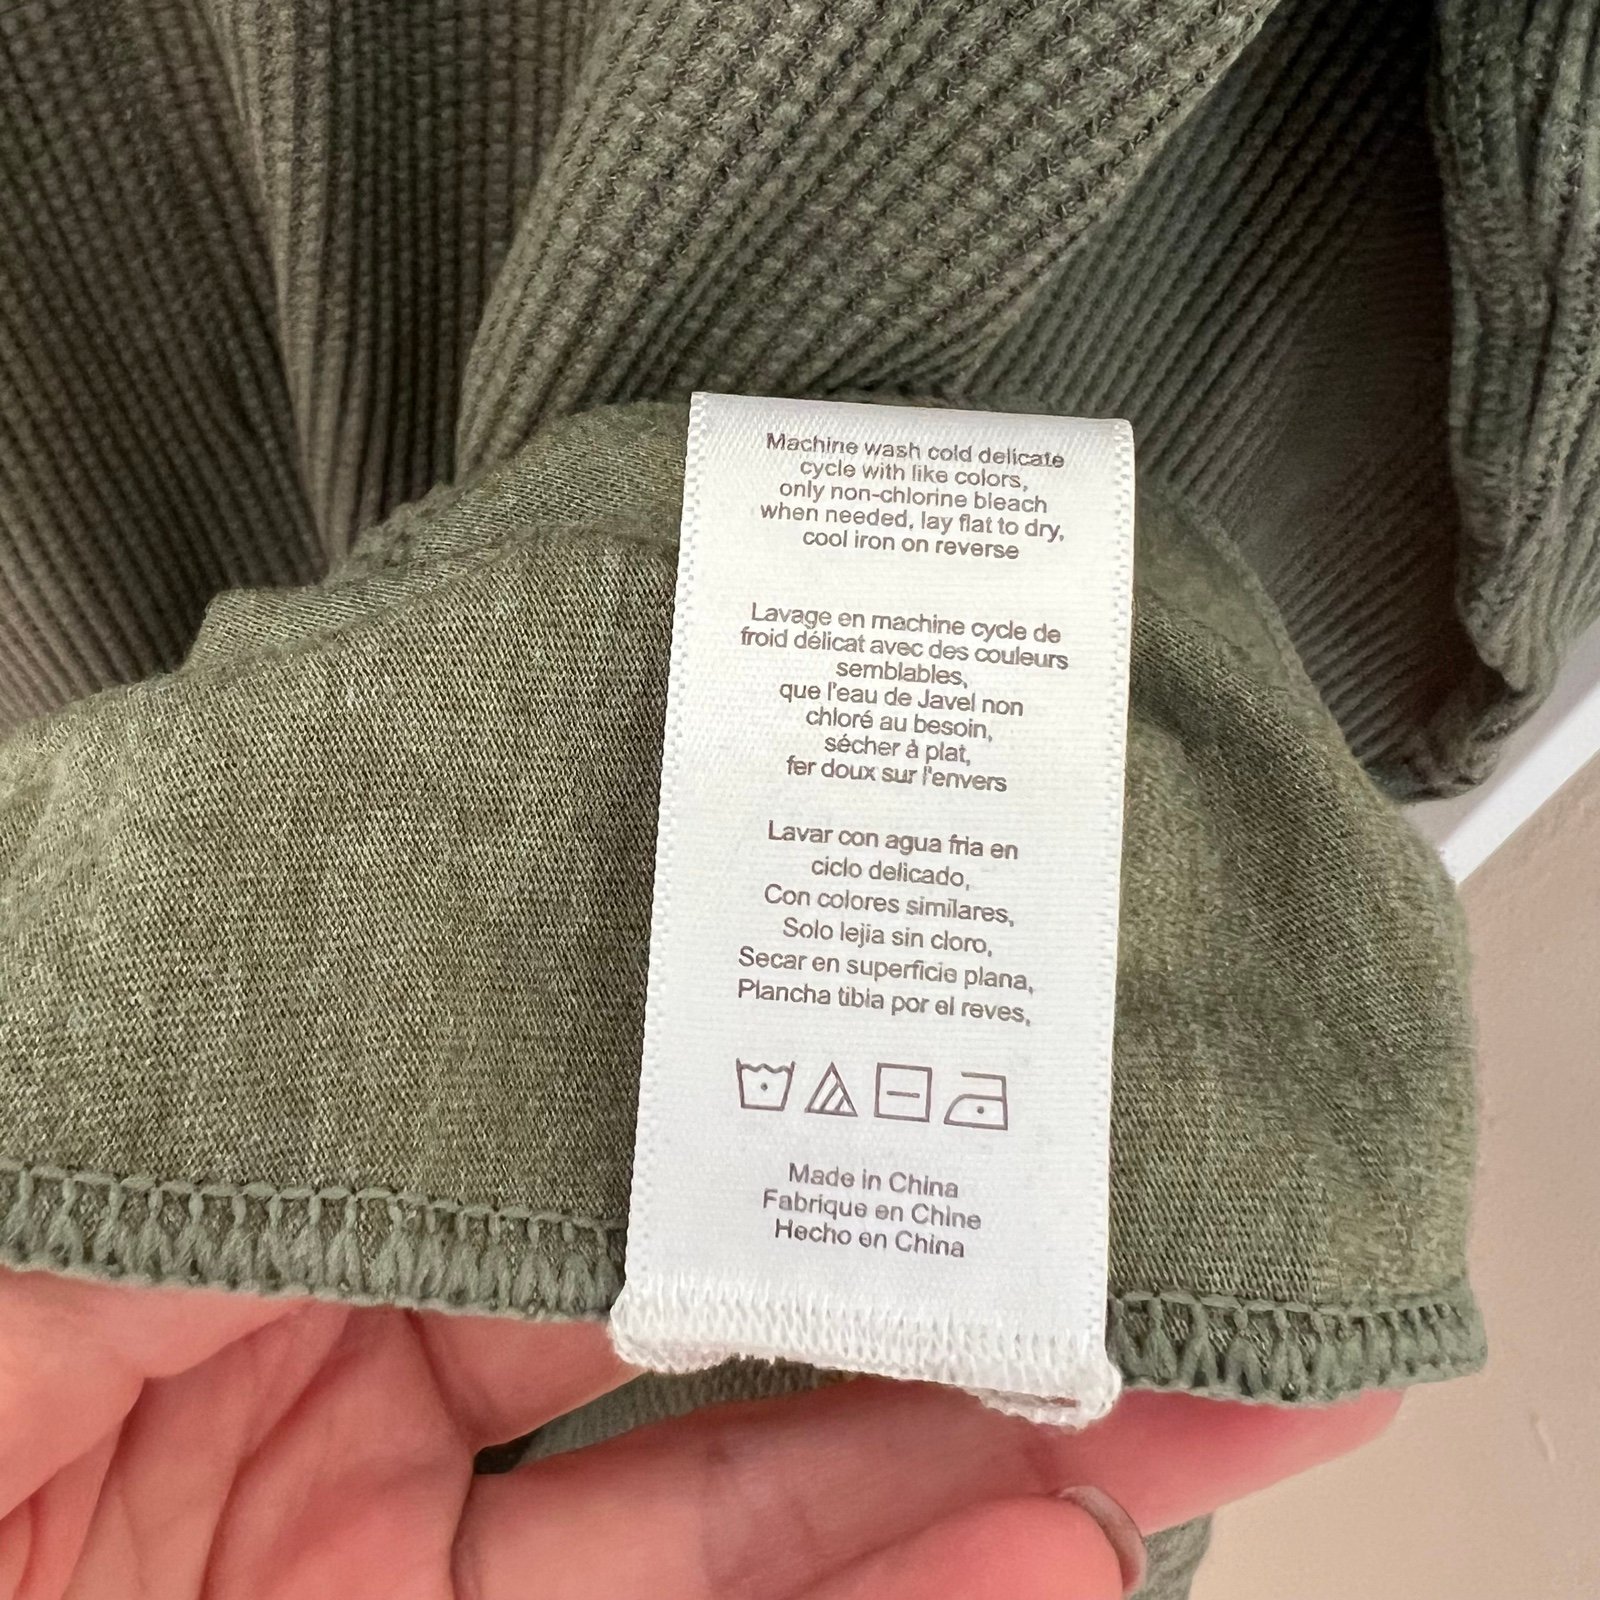 Machine wash cold delicate
cycle with like colors,
only non-chlorine bleach
when needed, lay flat to dry,
cool iron on reverse
Lavage en machine cycle de
froid délicat avec des couleurs
semblables,
que l'eau de Javel non
chloré au besoin,
sécher à plat,
fer doux sur l'envers
Lavar con agua fria en
ciclo delicado,
Con colores similares,
Solo lejia sin cloro,
Secar en superficie plana,
Plancha tibia por el reves,
Made in China
Fabrique en Chine
Hecho en China